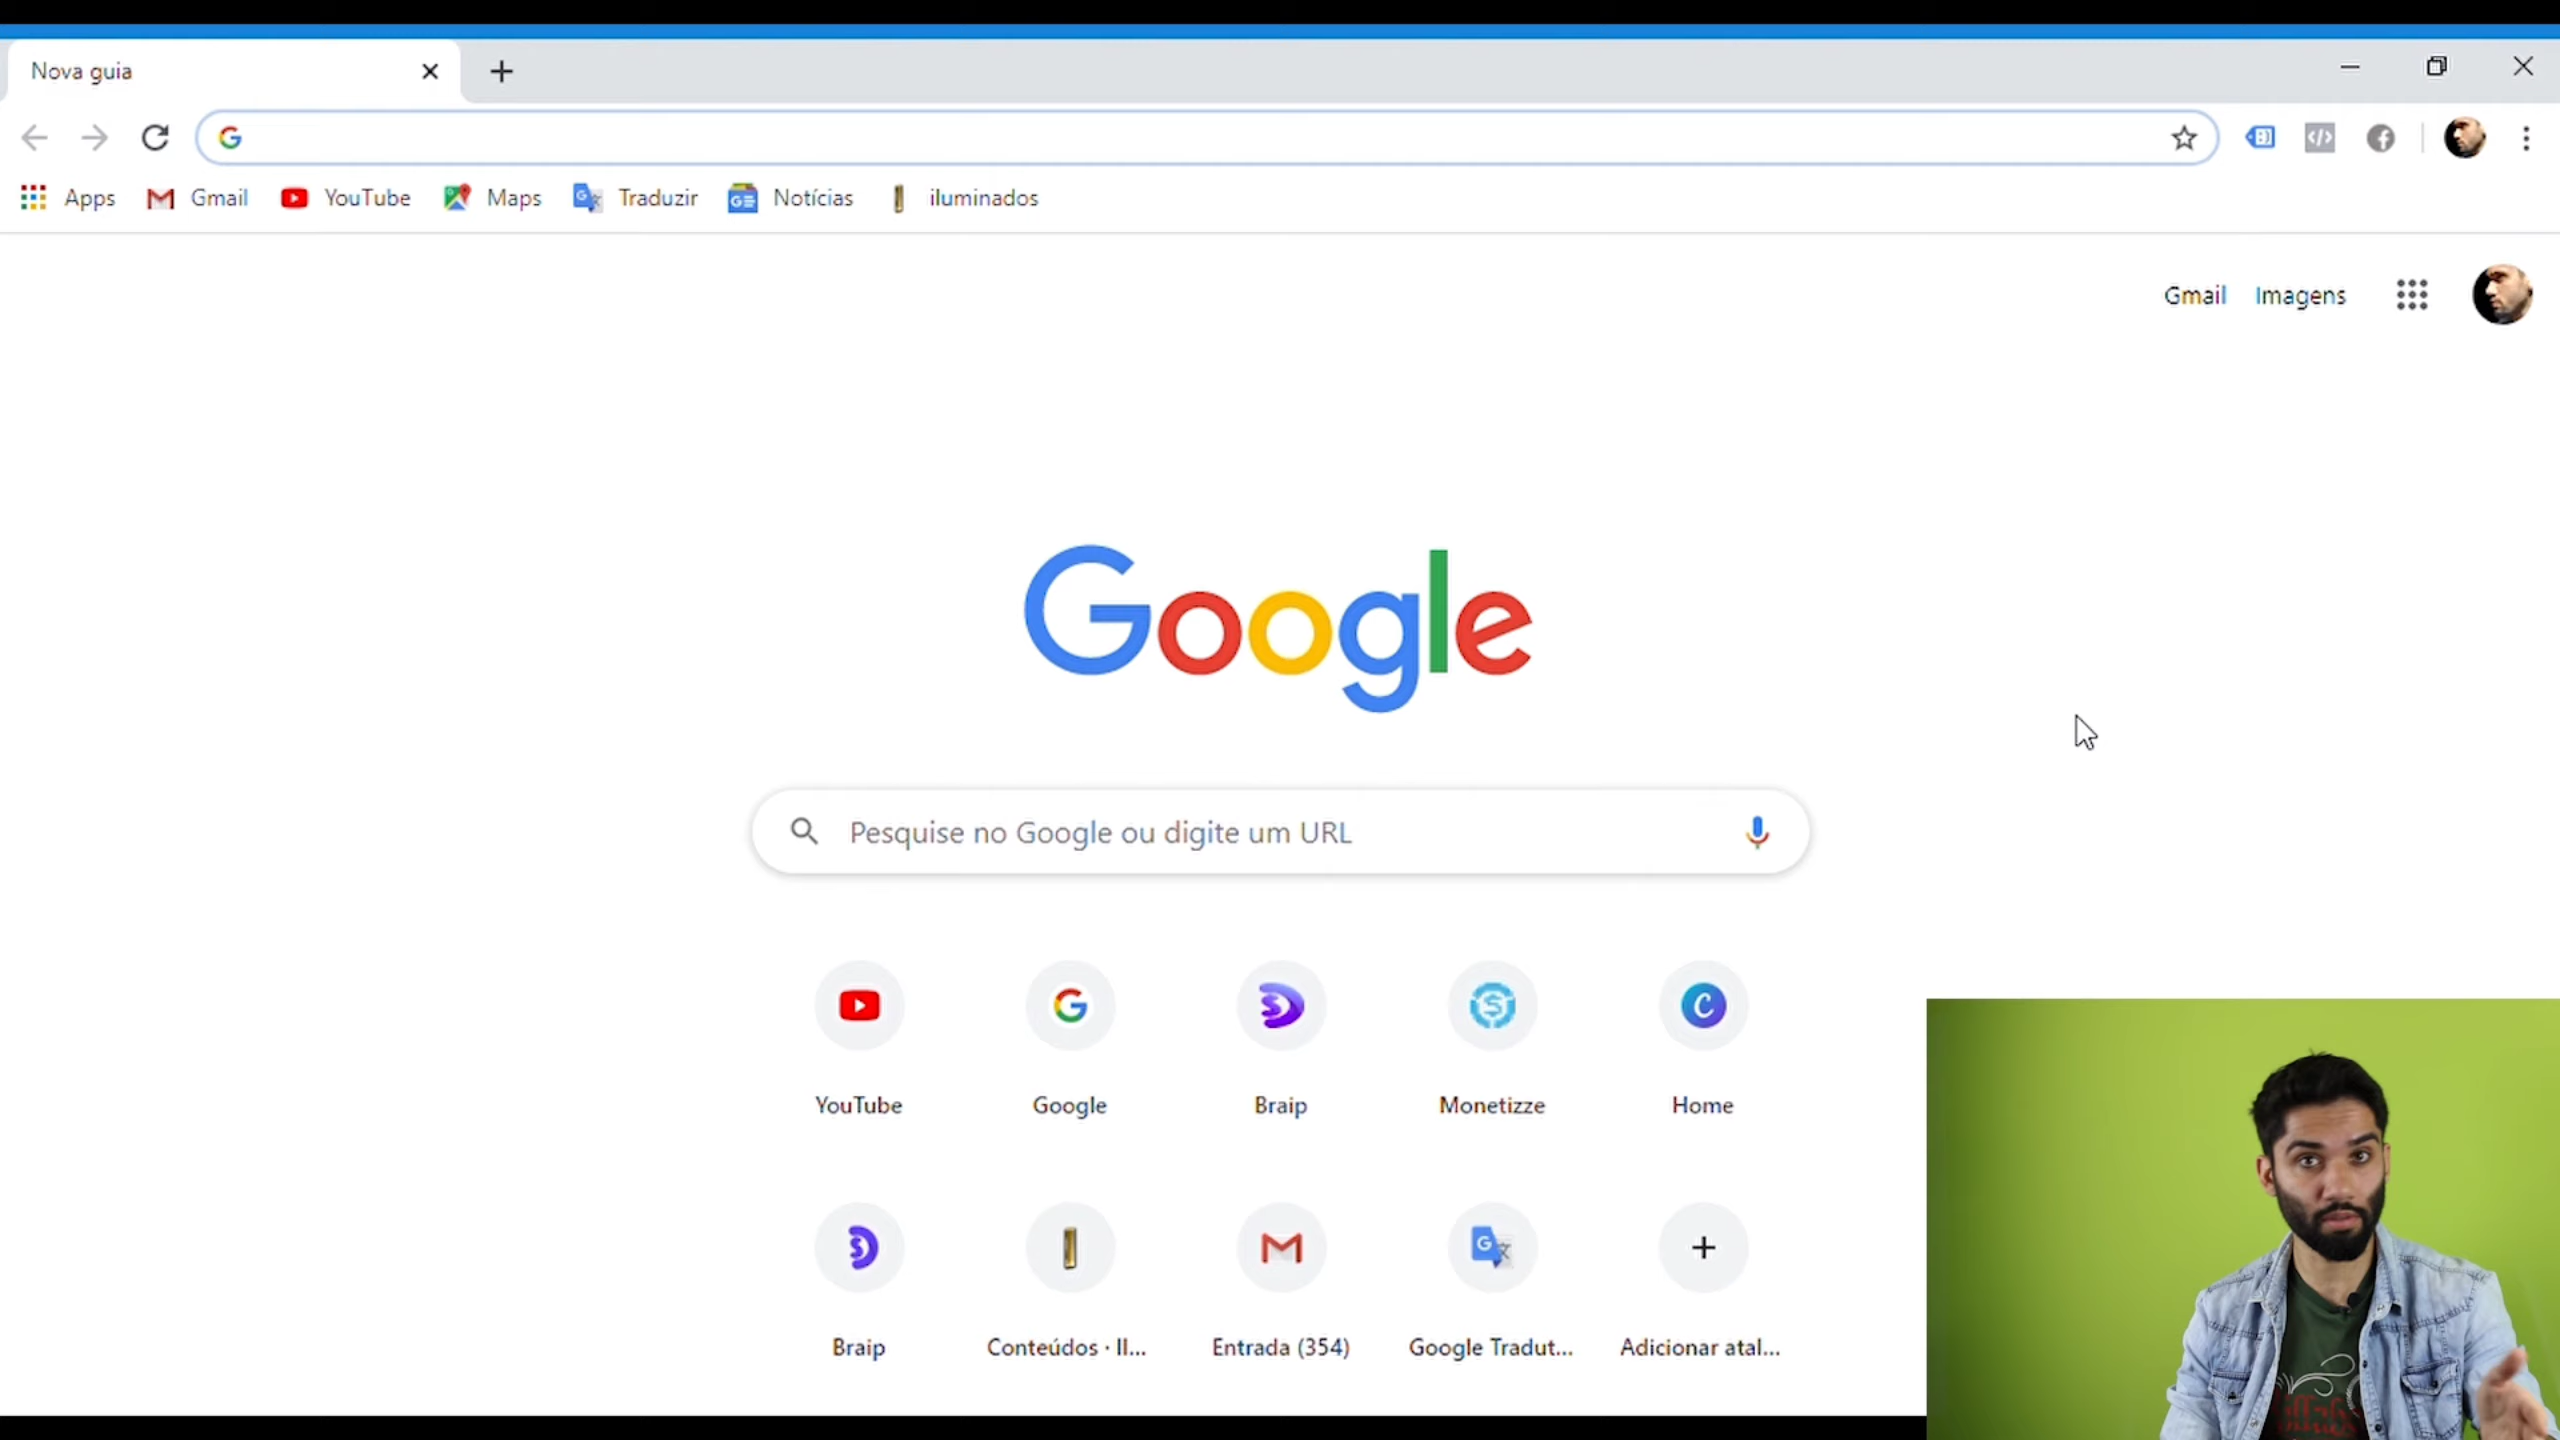 Nova guia
Apps Gmail YouTube Maps Traduzir Notícias iluminados
Gmail Imagens
Google
Pesquise no Google ou digite um URL
YouTube Google Braip Monetizze Home
Braip Conteúdos · Il... Entrada (354) Google Tradut... Adicionar atal...